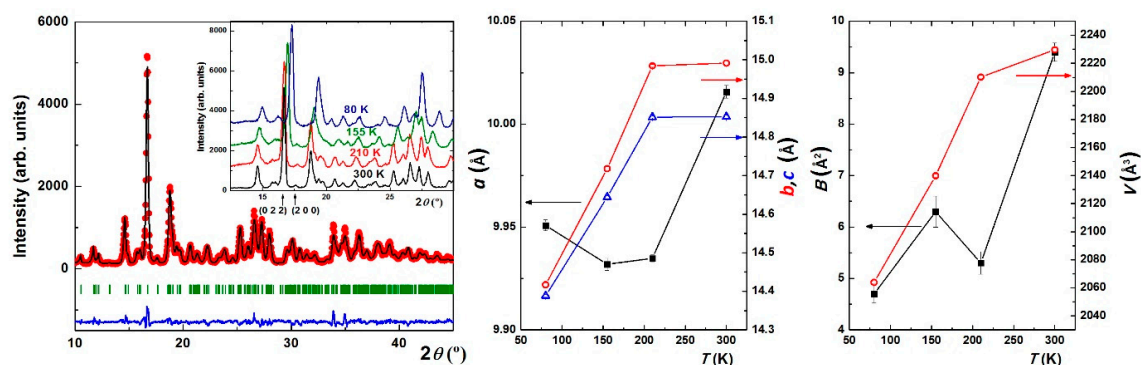 Intensity (arb. units)
6000
4000
2000
0
10
20
30
40
2θ (º)
Intensity (arb. units)
8000
6000
4000
2000
0
80 K
155 K
210 K
300 K
15
20
25
2θ (º)
(0 2 2)
(2 0 0)
a (Å)
10.05
10.00
9.95
9.90
50 100 150 200 250 300 350
T (K)
15.1
15.0
14.9
14.8
14.7
14.6
14.5
14.4
14.3
b,c (Å)
B (Å²)
10
9
8
7
6
5
4
50 100 150 200 250 300 350
T (K)
2240
2220
2200
2180
2160
2140
2120
2100
2080
2060
2040
V (Å³)